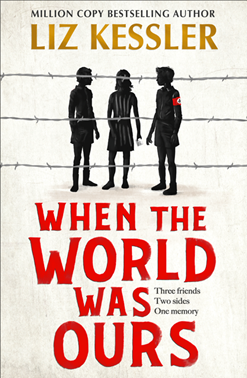 MILLION COPY BESTSELLING AUTHOR
LIZ KESSLER
WHEN THE
WORLD
WAS
OURS
Three friends
Two sides
One memory